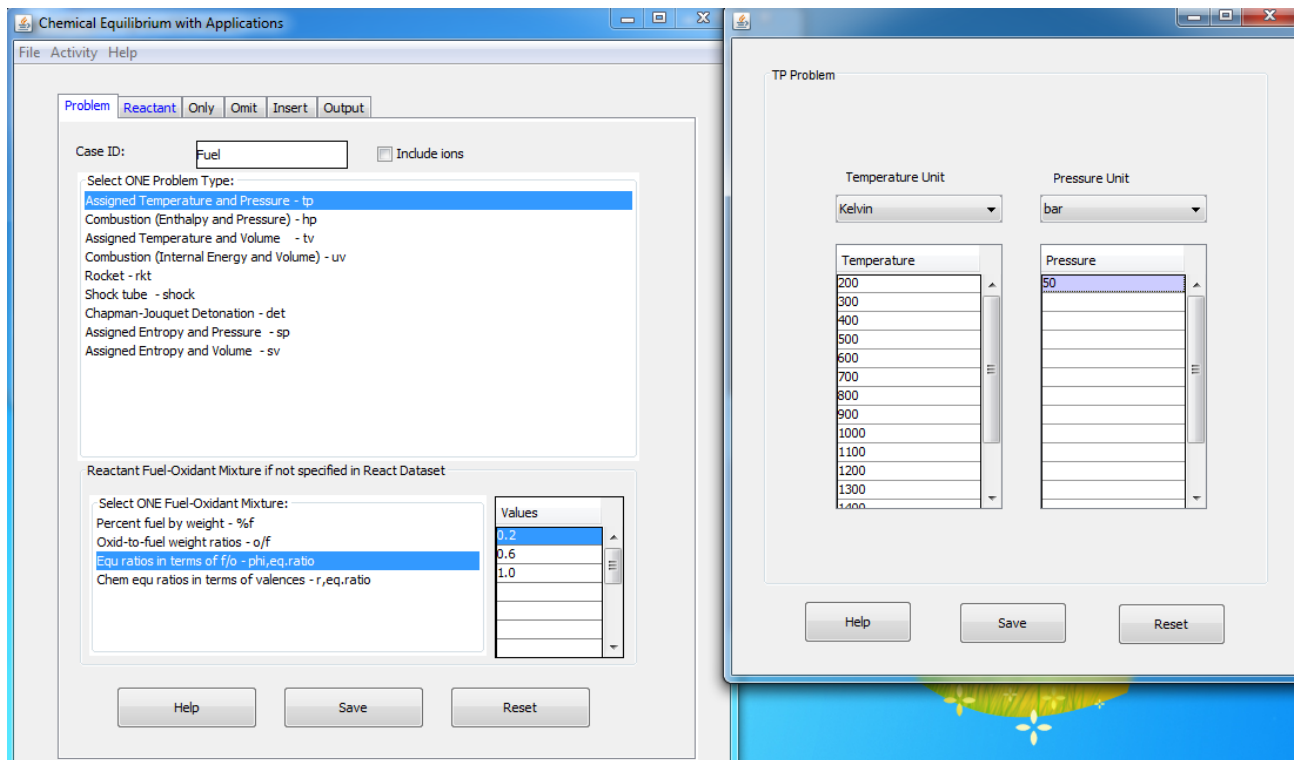 Chemical Equilibrium with Applications
File Activity Help
Problem Reactant Only Omit Insert Output
Case ID: Fuel Include ions
Select ONE Problem Type:
Assigned Temperature and Pressure - tp
Combustion (Enthalpy and Pressure) - hp
Assigned Temperature and Volume - tv
Combustion (Internal Energy and Volume) - uv
Rocket - rkt
Shock tube - shock
Chapman-Jouquet Detonation - det
Assigned Entropy and Pressure - sp
Assigned Entropy and Volume - sv
Reactant Fuel-Oxidant Mixture if not specified in React Dataset
Select ONE Fuel-Oxidant Mixture:
Percent fuel by weight - %f
Oxid-to-fuel weight ratios - o/f
Equ ratios in terms of f/o - phi,eq.ratio
Chem equ ratios in terms of valences - r,eq.ratio
Values
0.2
0.6
1.0
Help Save Reset
TP Problem
Temperature Unit Pressure Unit
Kelvin bar
Temperature Pressure
200 50
300
400
500
600
700
800
900
1000
1100
1200
1300
1400
Help Save Reset